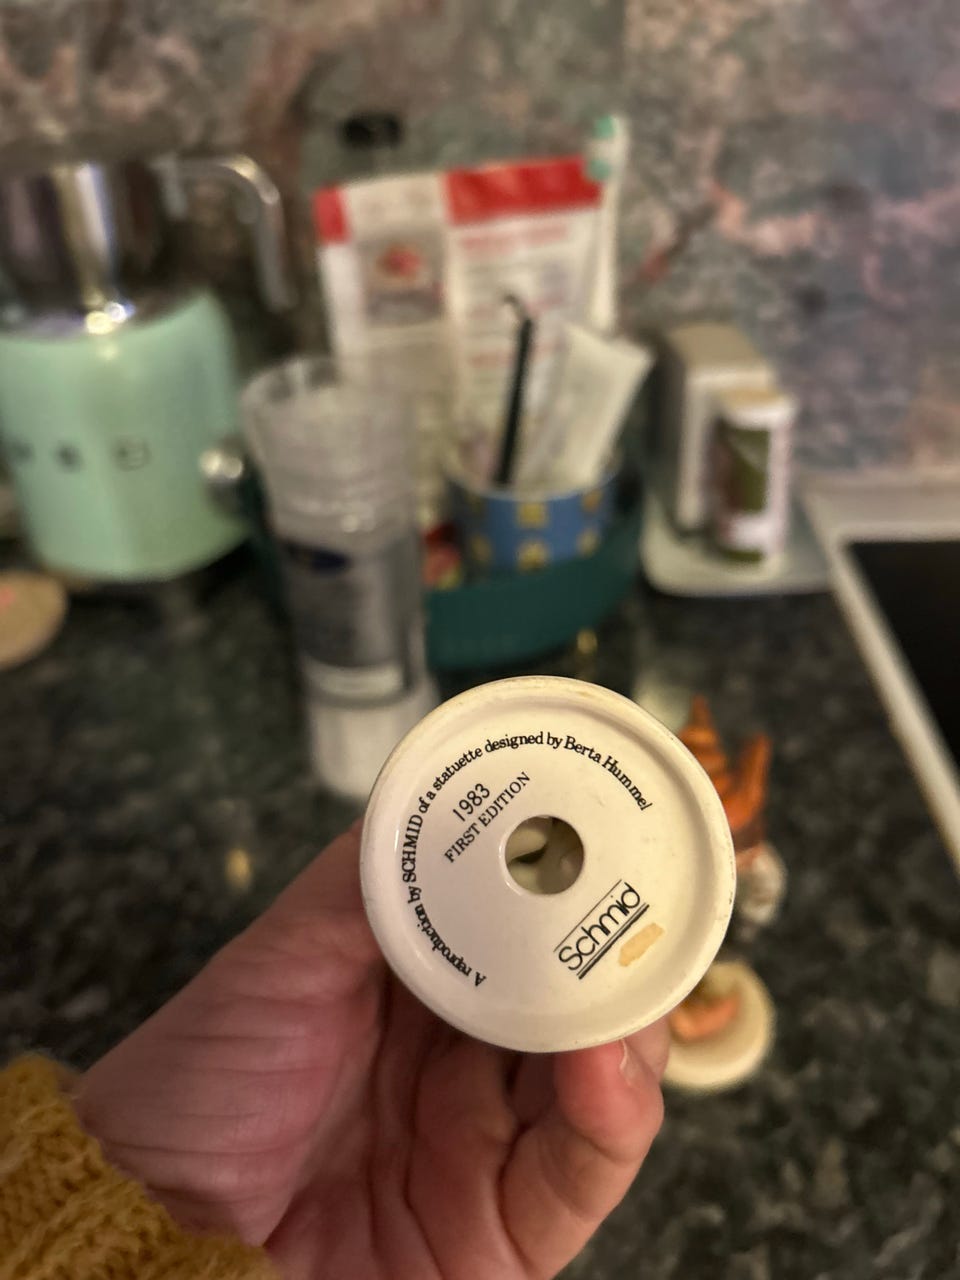 A reproduction by SCHMID of a statuette designed by Berta Hummel
1983
FIRST EDITION
Schmid